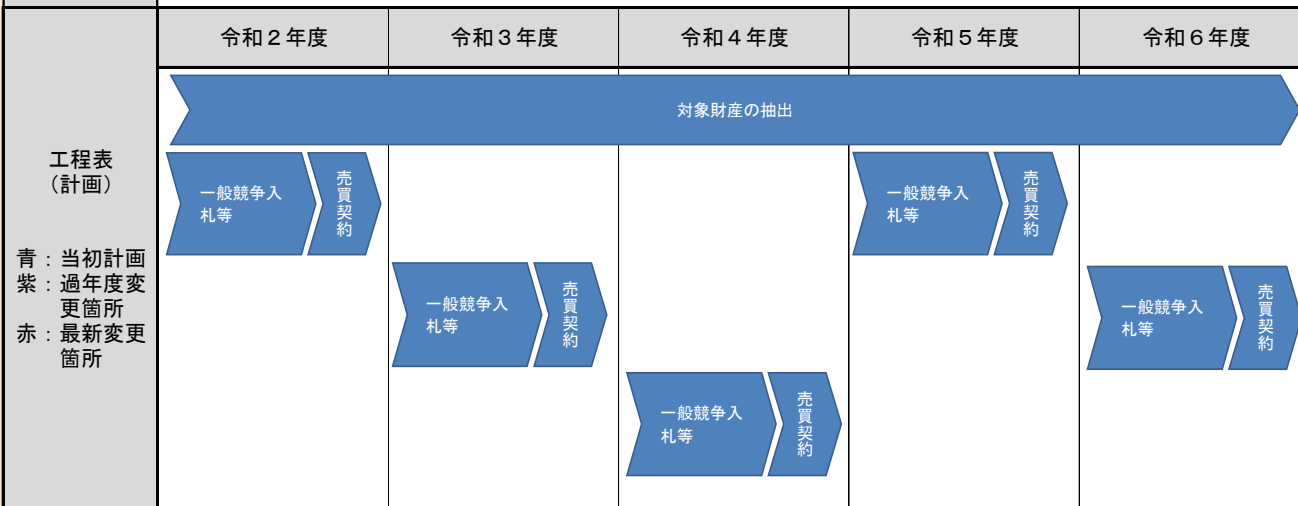 令和２年度
令和３年度
令和４年度
令和５年度
令和６年度
工程表
（計画）
青：当初計画
紫：過年度変
更箇所
赤：最新変更
箇所
対象財産の抽出
一般競争入
札等
売買契約
一般競争入
札等
売買契約
一般競争入
札等
売買契約
一般競争入
札等
売買契約
一般競争入
札等
売買契約